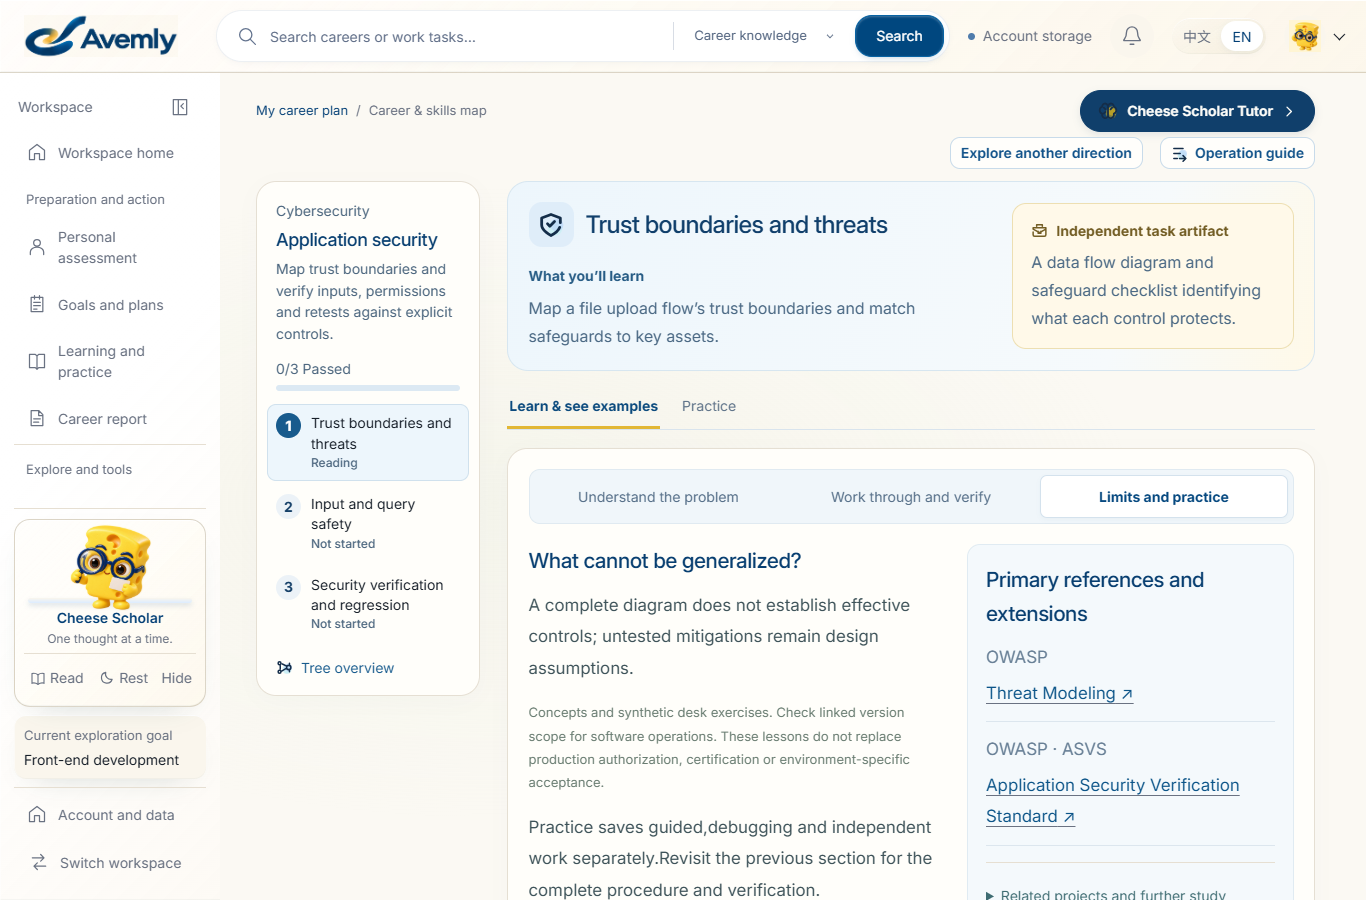 Avemly
Search careers or work tasks...
Career knowledge
Search
Account storage
中文
EN
Workspace
Workspace home
Preparation and action
Personal
assessment
Goals and plans
Learning and
practice
Career report
Explore and tools
Cheese Scholar
One thought at a time.
Read
Rest
Hide
Current exploration goal
Front-end development
Account and data
Switch workspace
My career plan / Career & skills map
Cheese Scholar Tutor
Explore another direction
Operation guide
Cybersecurity
Application security
Map trust boundaries and
verify inputs, permissions
and retests against explicit
controls.
0/3 Passed
1
Trust boundaries and
threats
Reading
2
Input and query
safety
Not started
3
Security verification
and regression
Not started
Tree overview
Trust boundaries and threats
What you’ll learn
Map a file upload flow’s trust boundaries and match
safeguards to key assets.
Independent task artifact
A data flow diagram and
safeguard checklist identifying
what each control protects.
Learn & see examples
Practice
Understand the problem
Work through and verify
Limits and practice
What cannot be generalized?
A complete diagram does not establish effective
controls; untested mitigations remain design
assumptions.
Concepts and synthetic desk exercises. Check linked version
scope for software operations. These lessons do not replace
production authorization, certification or environment-specific
acceptance.
Practice saves guided,debugging and independent
work separately.Revisit the previous section for the
complete procedure and verification.
Primary references and
extensions
OWASP
Threat Modeling ↗
OWASP · ASVS
Application Security Verification
Standard ↗
Related projects and further study